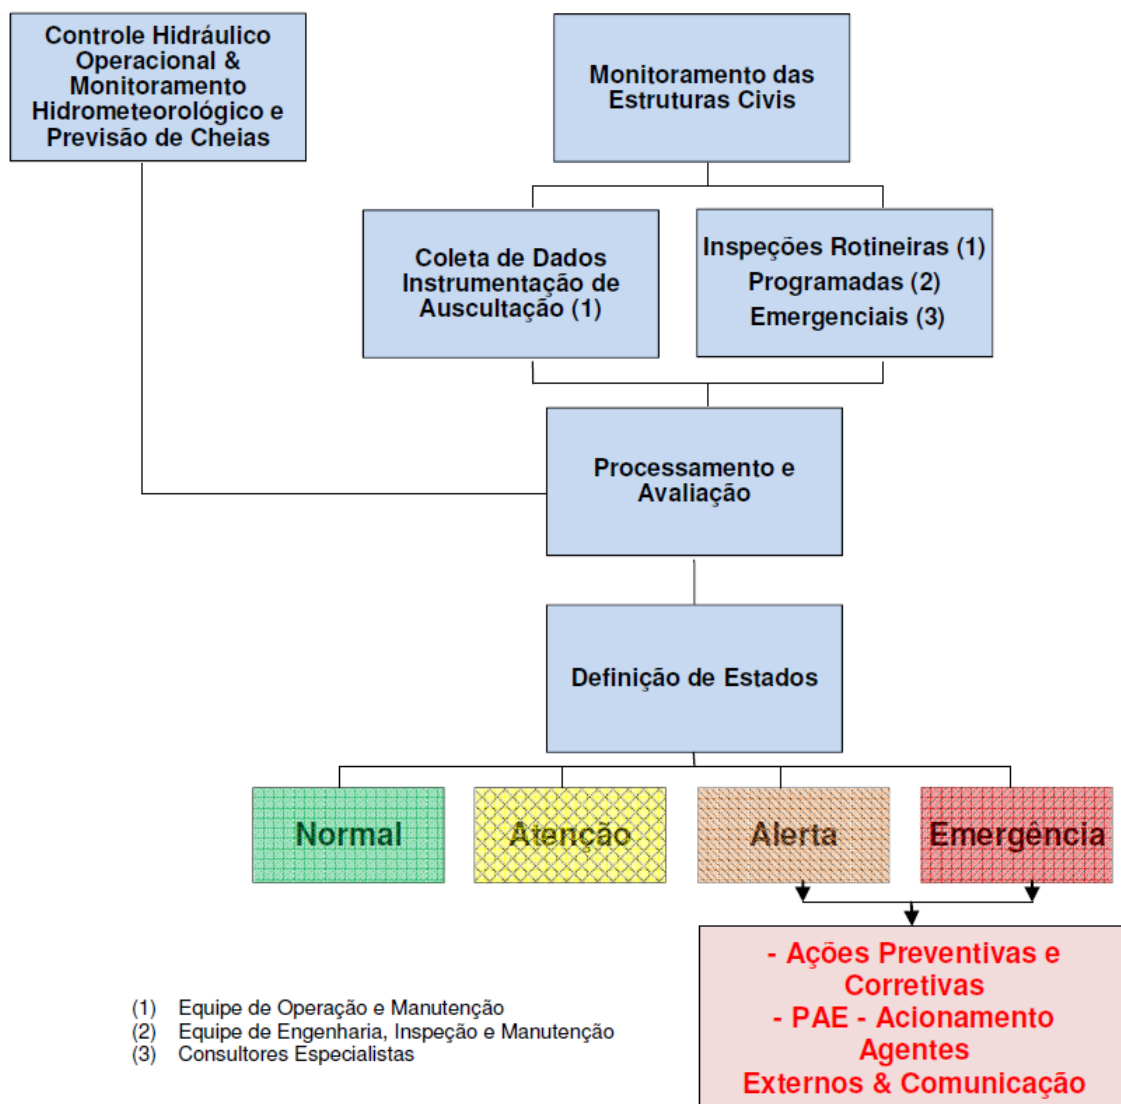 Controle Hidráulico
Operacional &
Monitoramento
Hidrometeorológico e
Previsão de Cheias
Monitoramento das
Estruturas Civis
Coleta de Dados
Instrumentação de
Auscultação (1)
Inspeções Rotineiras (1)
Programadas (2)
Emergenciais (3)
Processamento e
Avaliação
Definição de Estados
Normal
Atenção
Alerta
Emergência
- Ações Preventivas e
Corretivas
- PAE - Acionamento
Agentes
Externos & Comunicação
(1) Equipe de Operação e Manutenção
(2) Equipe de Engenharia, Inspeção e Manutenção
(3) Consultores Especialistas